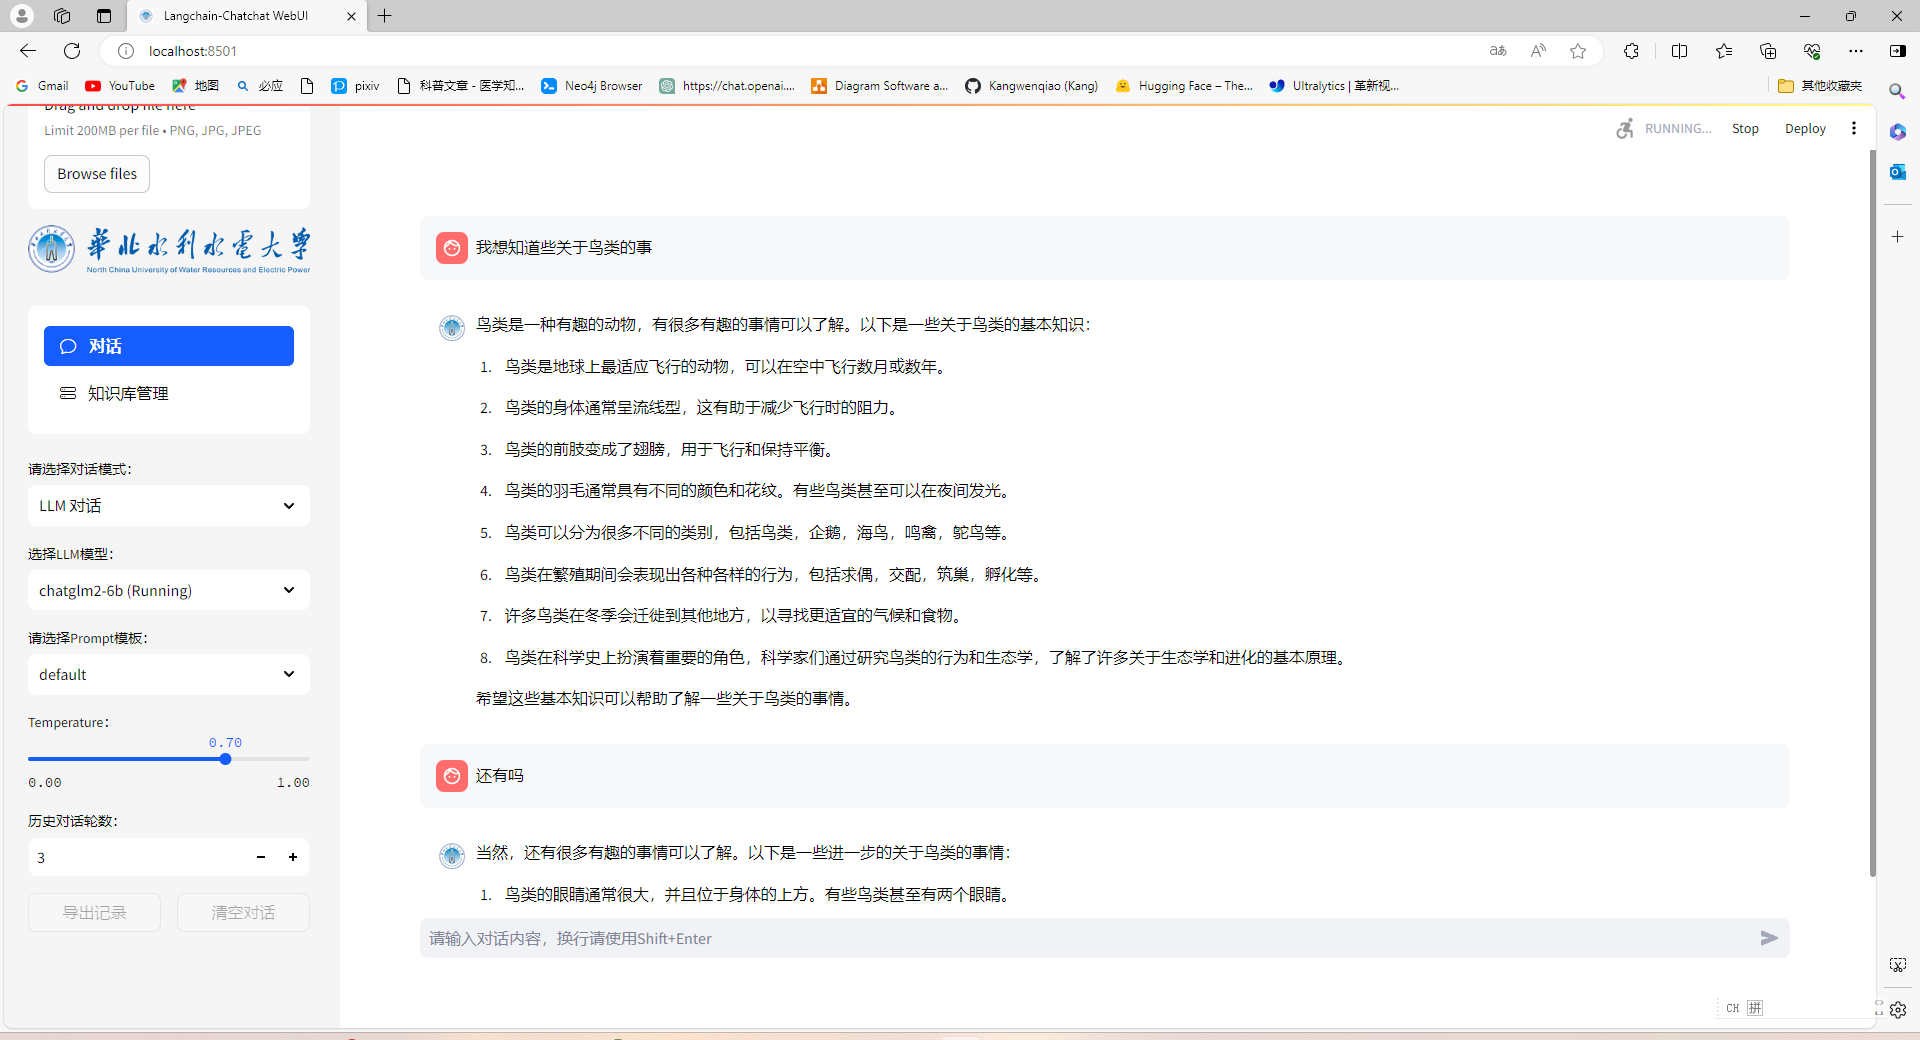 Langchain-Chatchat WebUI
localhost:8501
Gmail
YouTube
地图
必应
pixiv
科普文章 - 医学知...
Neo4j Browser
https://chat.openai....
Diagram Software a...
Kangwenqiao (Kang)
Hugging Face – The...
Ultralytics | 革新视...
其他收藏夹
Drag and drop file here
Limit 200MB per file • PNG, JPG, JPEG
Browse files
華北水利水電大學
North China University of Water Resources and Electric Power
对话
知识库管理
请选择对话模式：
LLM 对话
选择LLM模型：
chatglm2-6b (Running)
请选择Prompt模板：
default
Temperature：
0.70
0.00
1.00
历史对话轮数：
3
导出记录
清空对话
RUNNING...
Stop
Deploy
我想知道些关于鸟类的事
鸟类是一种有趣的动物，有很多有趣的事情可以了解。以下是一些关于鸟类的基本知识：
1. 鸟类是地球上最适应飞行的动物，可以在空中飞行数月或数年。
2. 鸟类的身体通常呈流线型，这有助于减少飞行时的阻力。
3. 鸟类的前肢变成了翅膀，用于飞行和保持平衡。
4. 鸟类的羽毛通常具有不同的颜色和花纹。有些鸟类甚至可以在夜间发光。
5. 鸟类可以分为很多不同的类别，包括鸟类，企鹅，海鸟，鸣禽，鸵鸟等。
6. 鸟类在繁殖期间会表现出各种各样的行为，包括求偶，交配，筑巢，孵化等。
7. 许多鸟类在冬季会迁徙到其他地方，以寻找更适宜的气候和食物。
8. 鸟类在科学史上扮演着重要的角色，科学家们通过研究鸟类的行为和生态学，了解了许多关于生态学和进化的基本原理。
希望这些基本知识可以帮助了解一些关于鸟类的事情。
还有吗
当然，还有很多有趣的事情可以了解。以下是一些进一步的关于鸟类的事情：
1. 鸟类的眼睛通常很大，并且位于身体的上方。有些鸟类甚至有两个眼睛。
请输入对话内容，换行请使用Shift+Enter
CH 拼